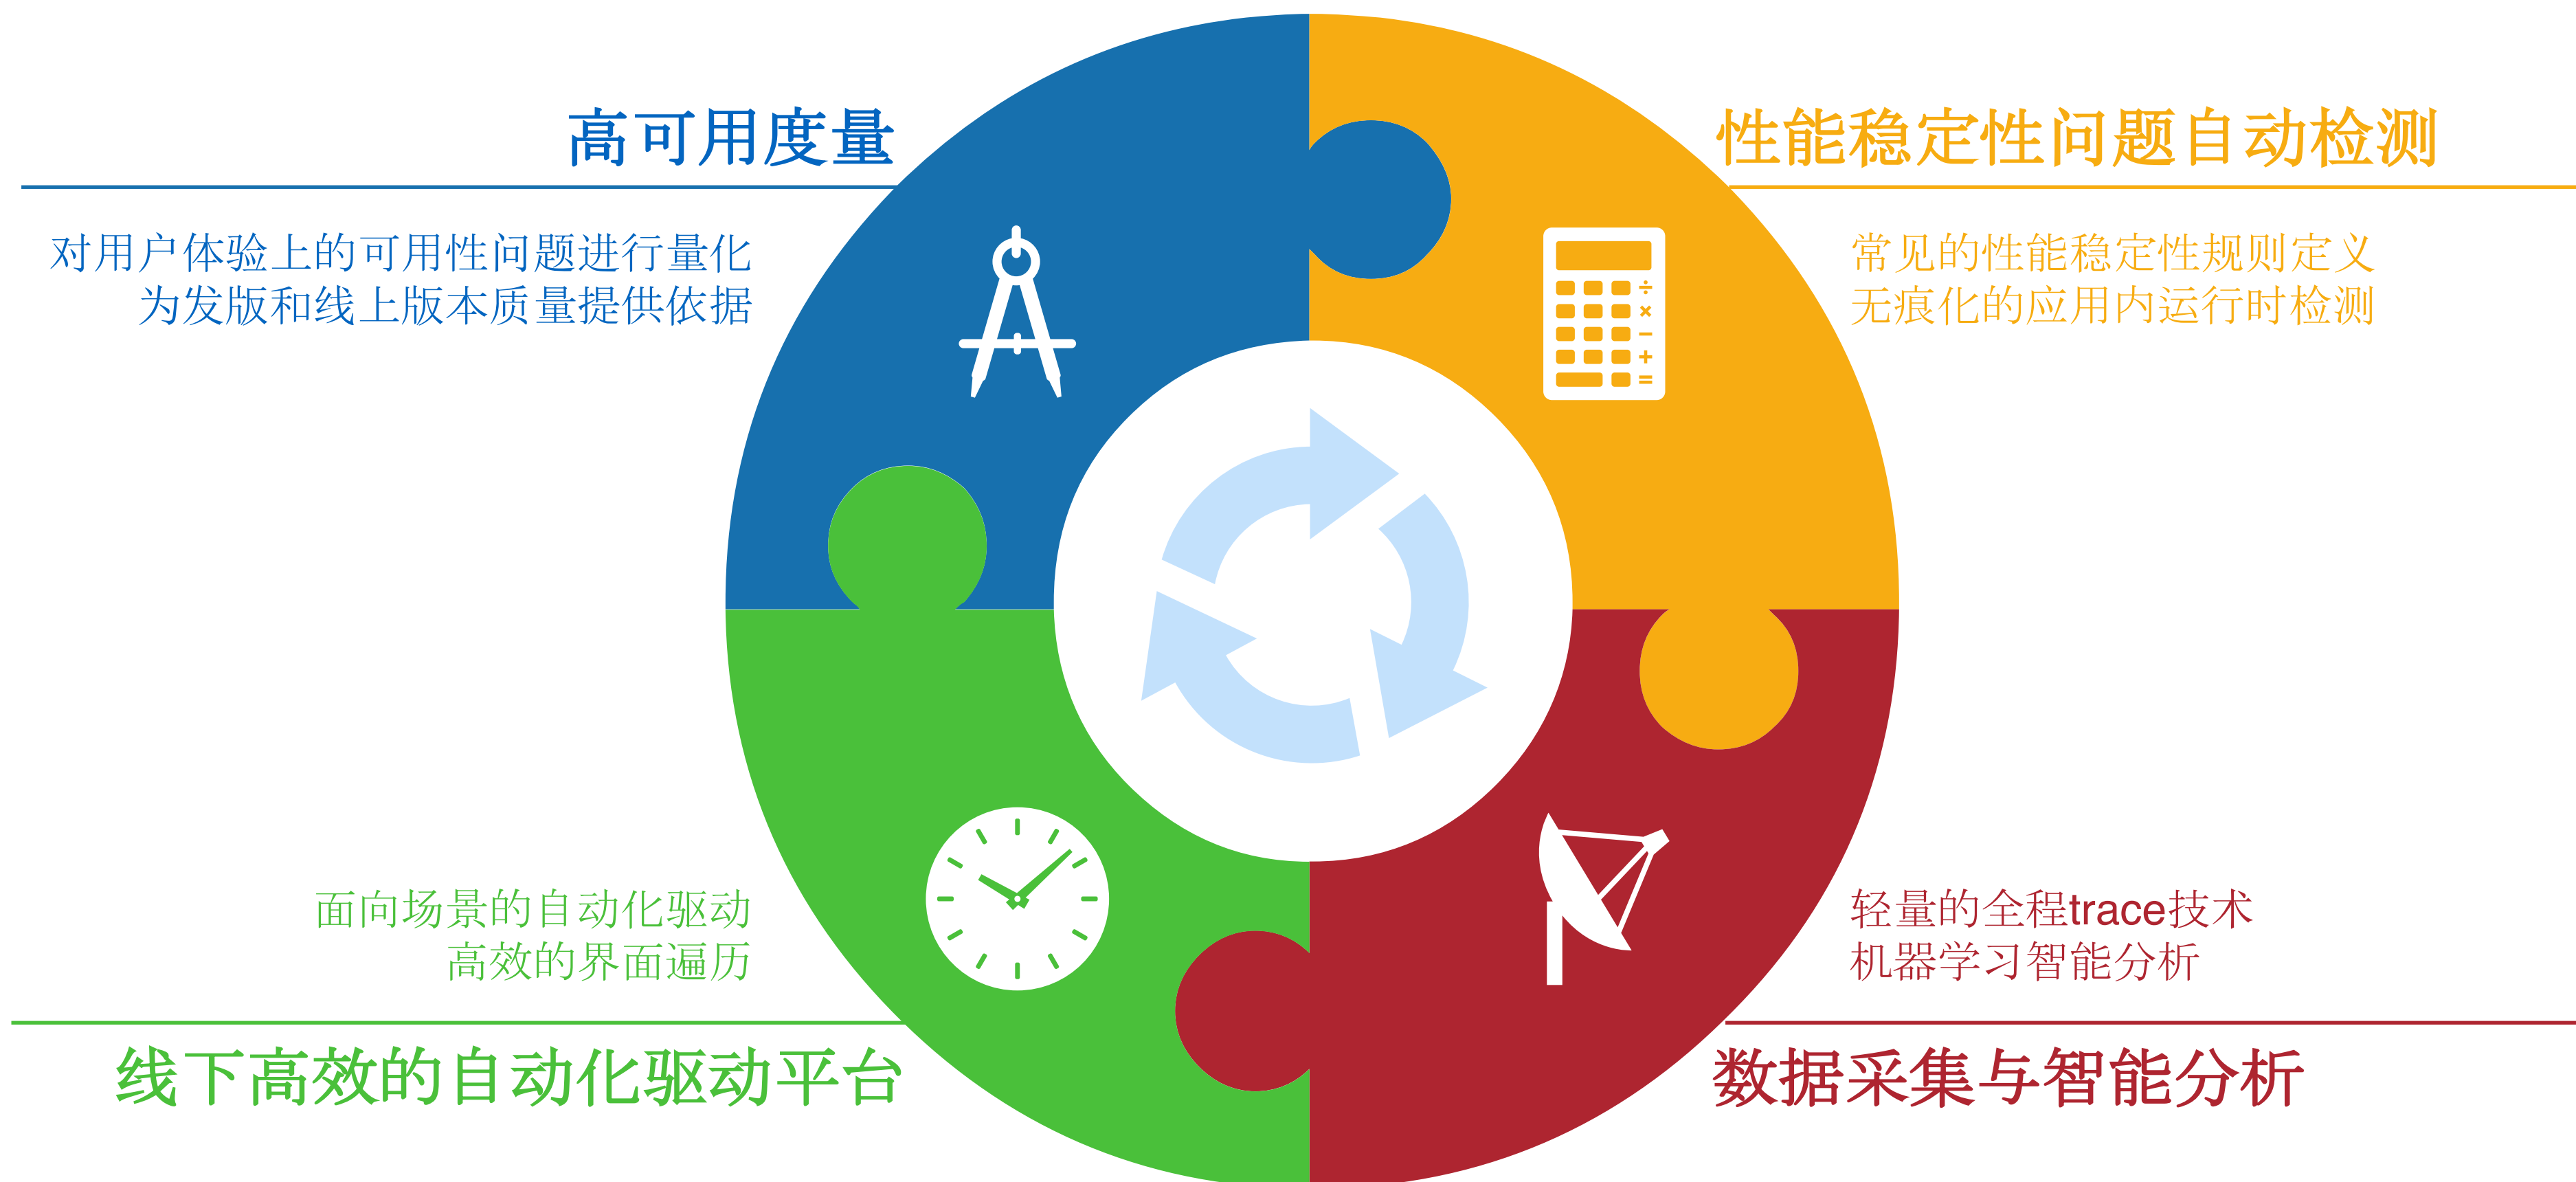 高可用度量
对用户体验上的可用性问题进行量化
为发版和线上版本质量提供依据
性能稳定性问题自动检测
常见的性能稳定性规则定义
无痕化的应用内运行时检测
面向场景的自动化驱动
高效的界面遍历
线下高效的自动化驱动平台
轻量的全程trace技术
机器学习智能分析
数据采集与智能分析